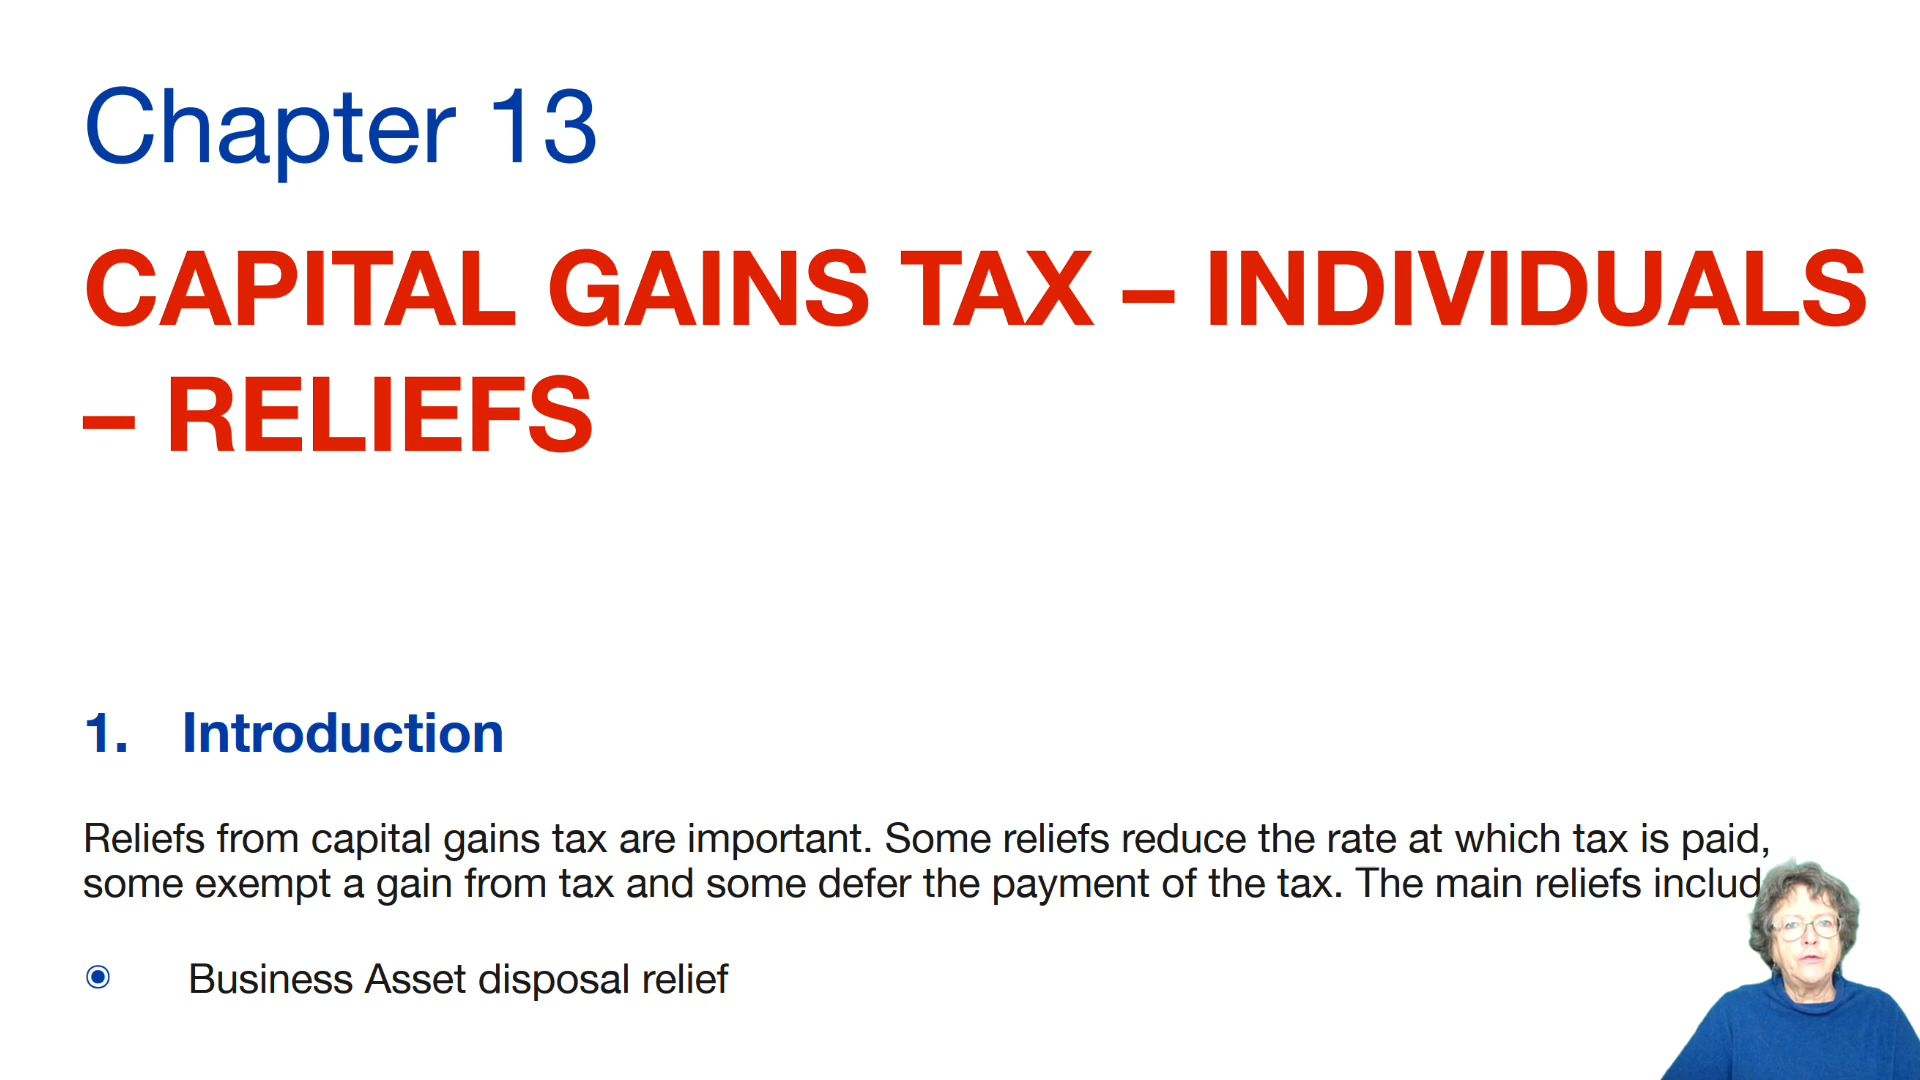 Chapter 13
CAPITAL GAINS TAX – INDIVIDUALS
– RELIEFS
1. Introduction
Reliefs from capital gains tax are important. Some reliefs reduce the rate at which tax is paid,
some exempt a gain from tax and some defer the payment of the tax. The main reliefs includ
Business Asset disposal relief